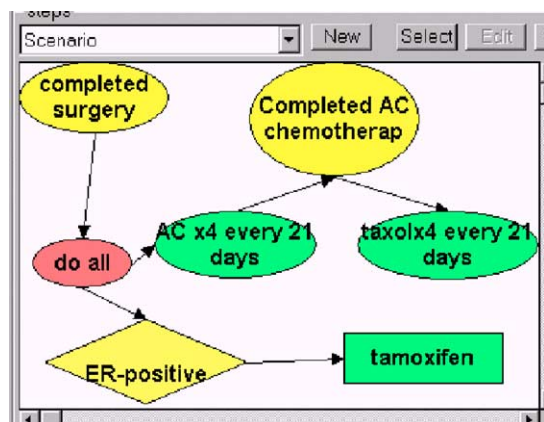 steps
Scenario
New
Select
Edit
completed
surgery
Completed AC
chemotherap
AC x4 every 21
days
taxolx4 every 21
days
do all
ER-positive
tamoxifen